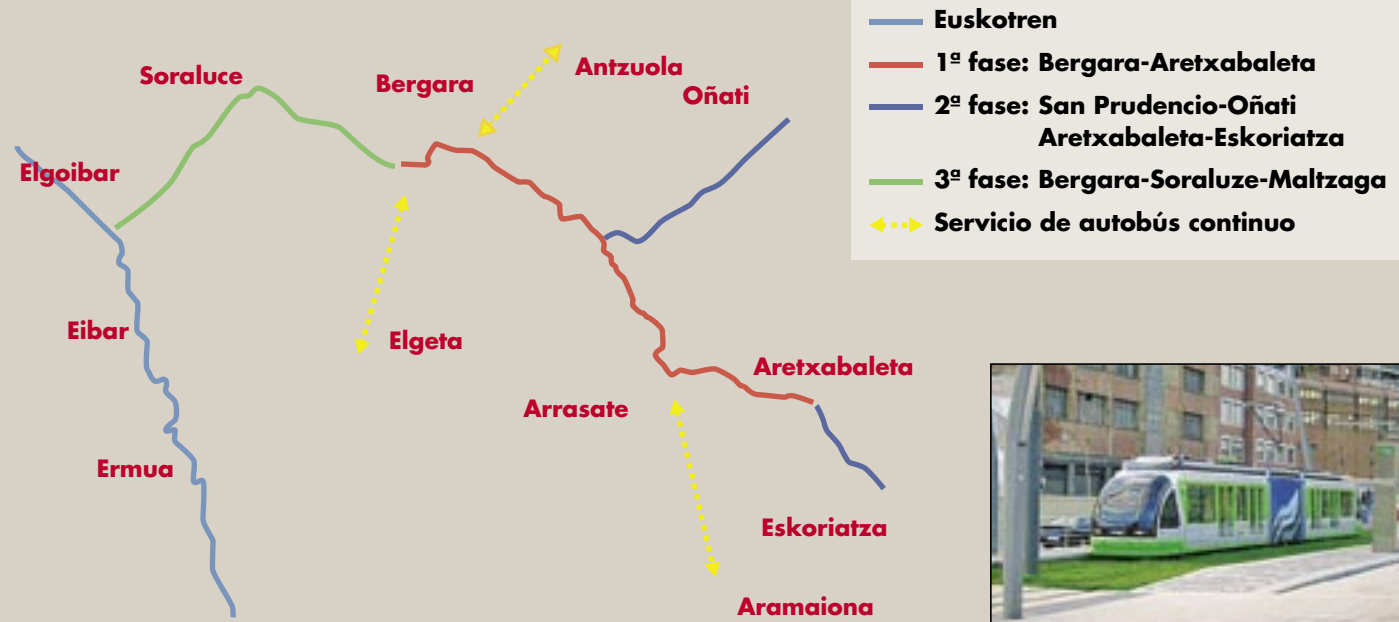 Euskotren
1ª fase: Bergara-Aretxabaleta
2ª fase: San Prudencio-Oñati
Aretxabaleta-Eskoriatza
3ª fase: Bergara-Soraluze-Maltzaga
Servicio de autobús continuo
Soraluce
Bergara
Antzuola
Oñati
Elgoibar
Eibar
Elgeta
Aretxabaleta
Arrasate
Ermua
Eskoriatza
Aramaiona